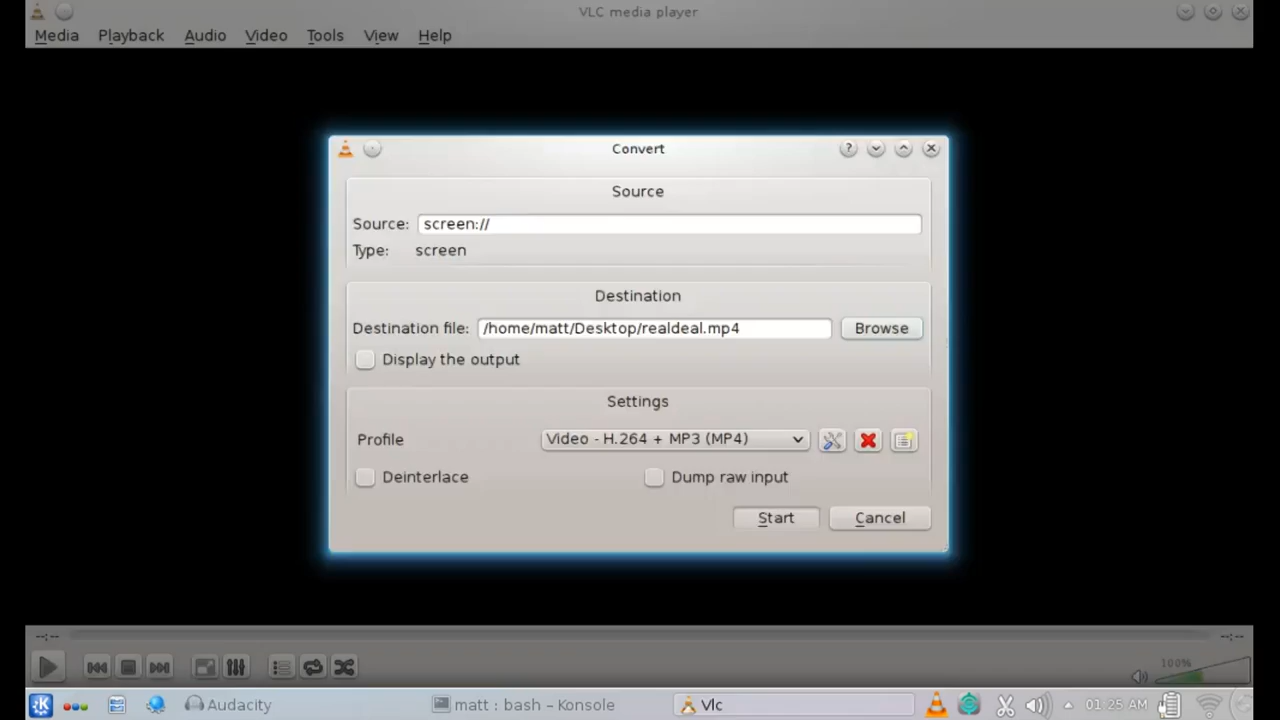 VLC media player
Media Playback Audio Video Tools View Help
Convert
Source
Source: screen://
Type: screen
Destination
Destination file: /home/matt/Desktop/realdeal.mp4 Browse
Display the output
Settings
Profile Video - H.264 + MP3 (MP4)
Deinterlace Dump raw input
Start Cancel
--:-- --:--
100%
Audacity matt : bash – Konsole Vlc 01:25 AM